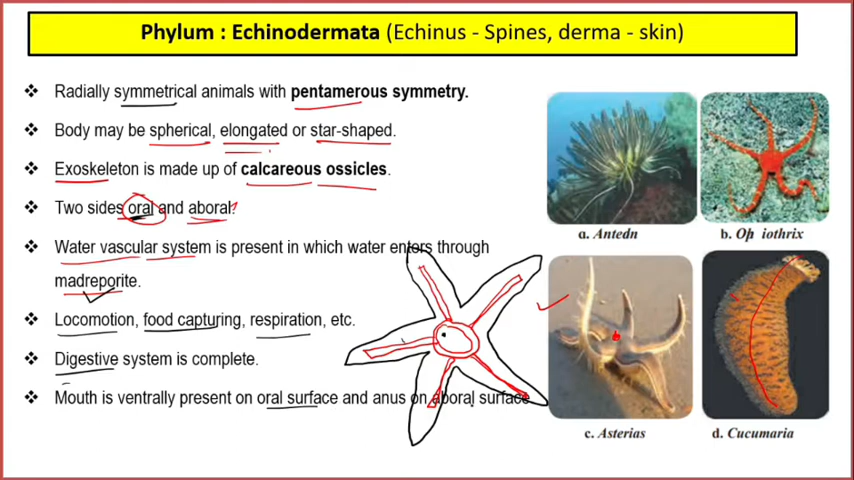 Phylum : Echinodermata (Echinus - Spines, derma - skin)
❖ Radially symmetrical animals with pentamerous symmetry.
❖ Body may be spherical, elongated or star-shaped.
❖ Exoskeleton is made up of calcareous ossicles.
❖ Two sides oral and aboral?
❖ Water vascular system is present in which water enters through
madreporite.
❖ Locomotion, food capturing, respiration, etc.
❖ Digestive system is complete.
❖ Mouth is ventrally present on oral surface and anus on aboral surface
a. Antedn
b. Oph iothrix
c. Asterias
d. Cucumaria